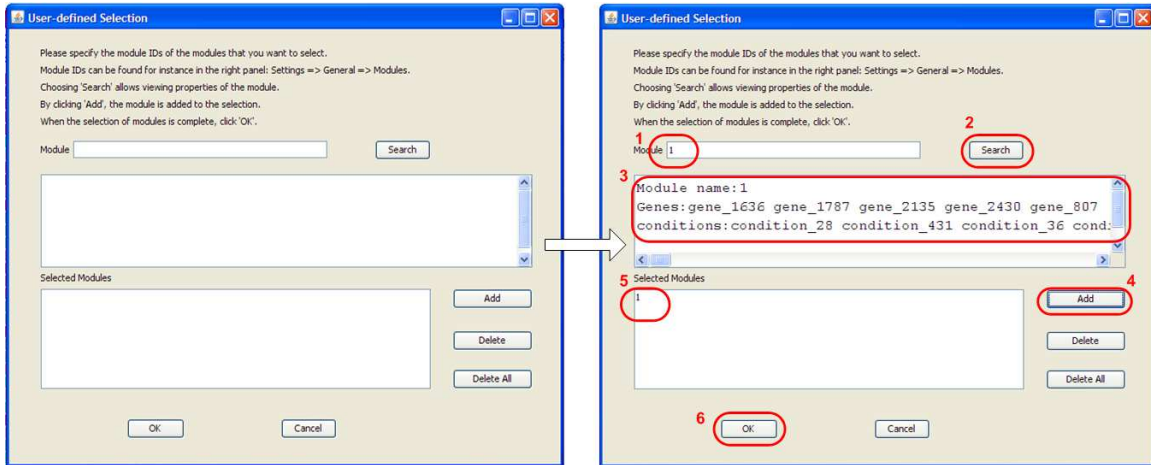 User-defined Selection
Please specify the module IDs of the modules that you want to select.
Module IDs can be found for instance in the right panel: Settings => General => Modules.
Choosing 'Search' allows viewing properties of the module.
By clicking 'Add', the module is added to the selection.
When the selection of modules is complete, click 'OK'.
Module
Search
Selected Modules
Add
Delete
Delete All
OK
Cancel
User-defined Selection
Please specify the module IDs of the modules that you want to select.
Module IDs can be found for instance in the right panel: Settings => General => Modules.
Choosing 'Search' allows viewing properties of the module.
By clicking 'Add', the module is added to the selection.
When the selection of modules is complete, click 'OK'.
1
2
Module 1
Search
3
Module name:1
Genes:gene_1636 gene_1787 gene_2135 gene_2430 gene_807
conditions:condition_28 condition_431 condition_36 condi
Selected Modules
5
4
1
Add
Delete
Delete All
6
OK
Cancel